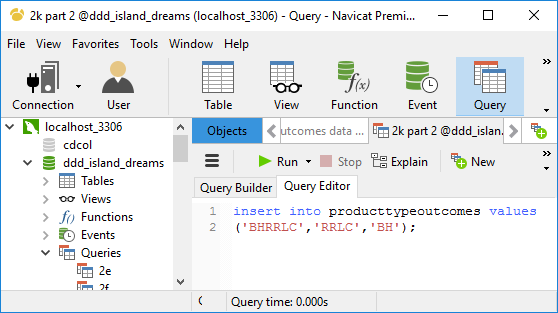 2k part 2 @ddd_island_dreams (localhost_3306) - Query - Navicat Premi...
File View Favorites Tools Window Help
Connection User Table View Function Event Query
localhost_3306
cdcol
ddd_island_dreams
Tables
Views
Functions
Events
Queries
2e
2f
Objects utcomes data ... 2k part 2 @ddd_islan...
Run Stop Explain New
Query Builder Query Editor
1 insert into producttypeoutcomes values
2 ('BHRRLC','RRLC','BH');
Query time: 0.000s